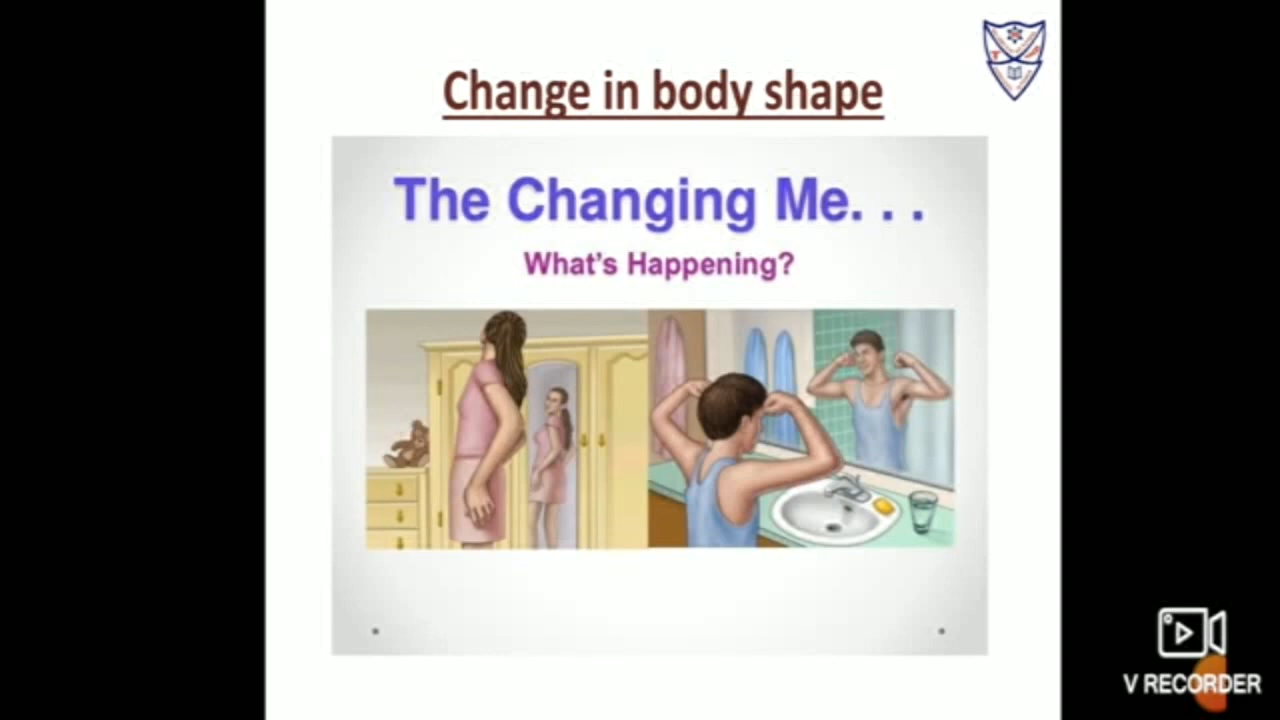 Change in body shape
The Changing Me. . .
What's Happening?
V RECORDER